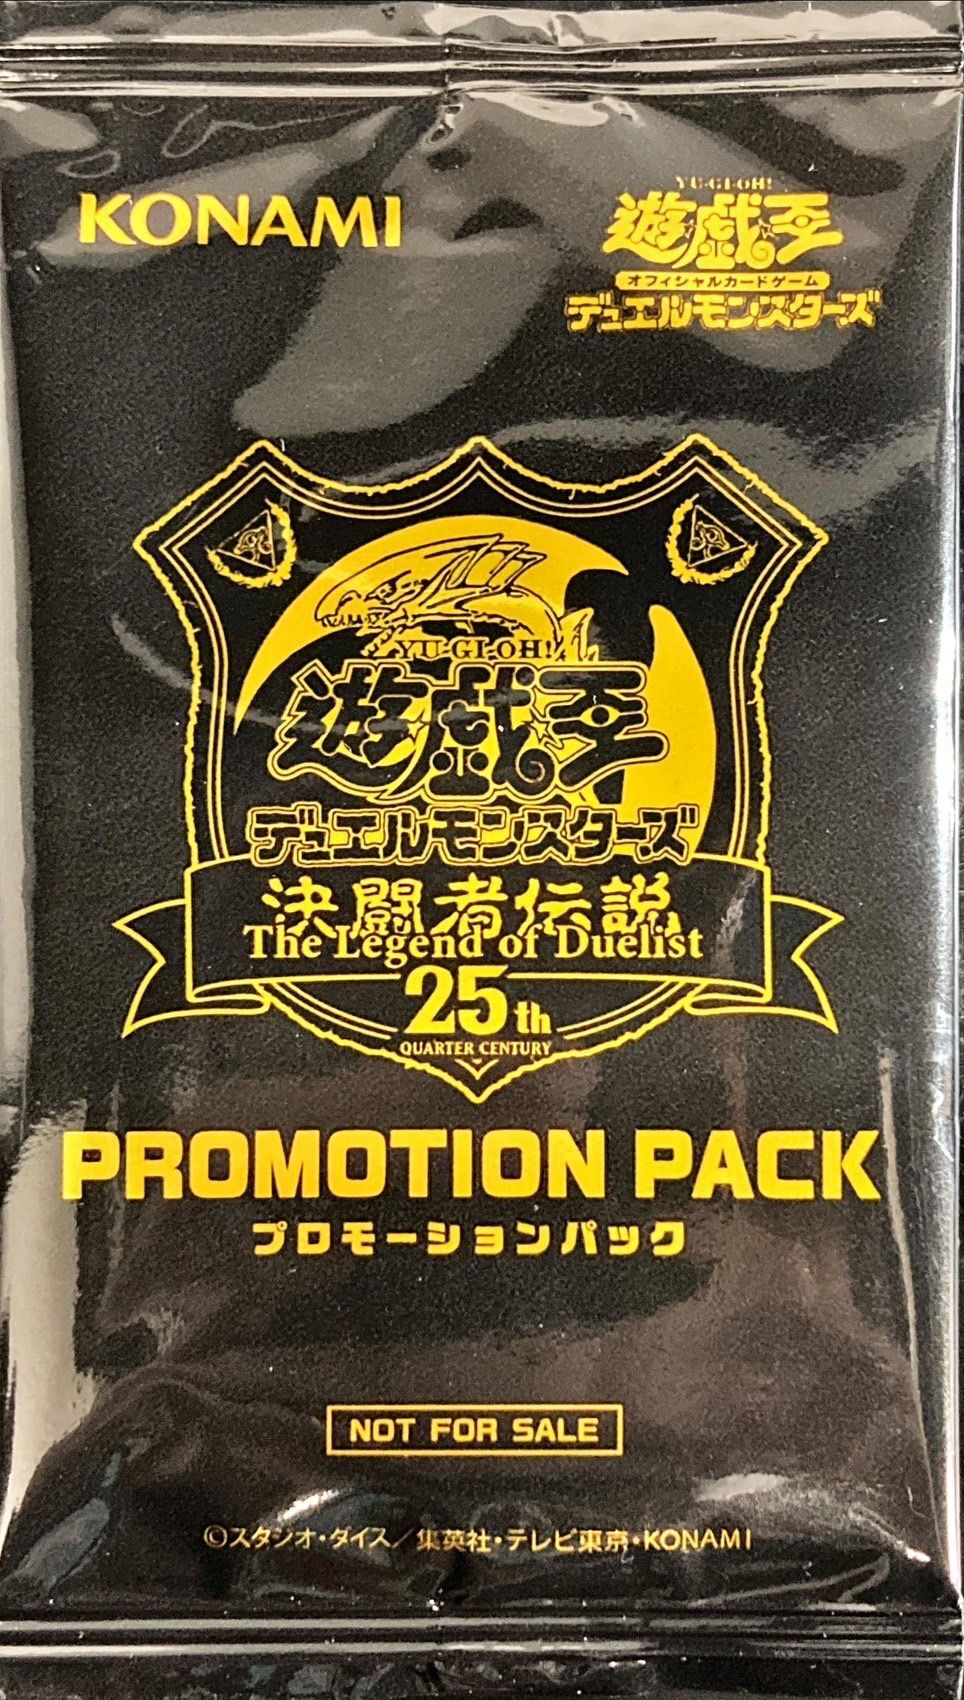 KONAMI
YU-GI-OH!
遊戯王
オフィシャルカードゲーム
デュエルモンスターズ
YU-GI-OH!
遊戯王
デュエルモンスターズ
決闘者伝説
The Legend of Duelist
25th
QUARTER CENTURY
PROMOTION PACK
プロモーションパック
NOT FOR SALE
©スタジオ・ダイス／集英社・テレビ東京・KONAMI